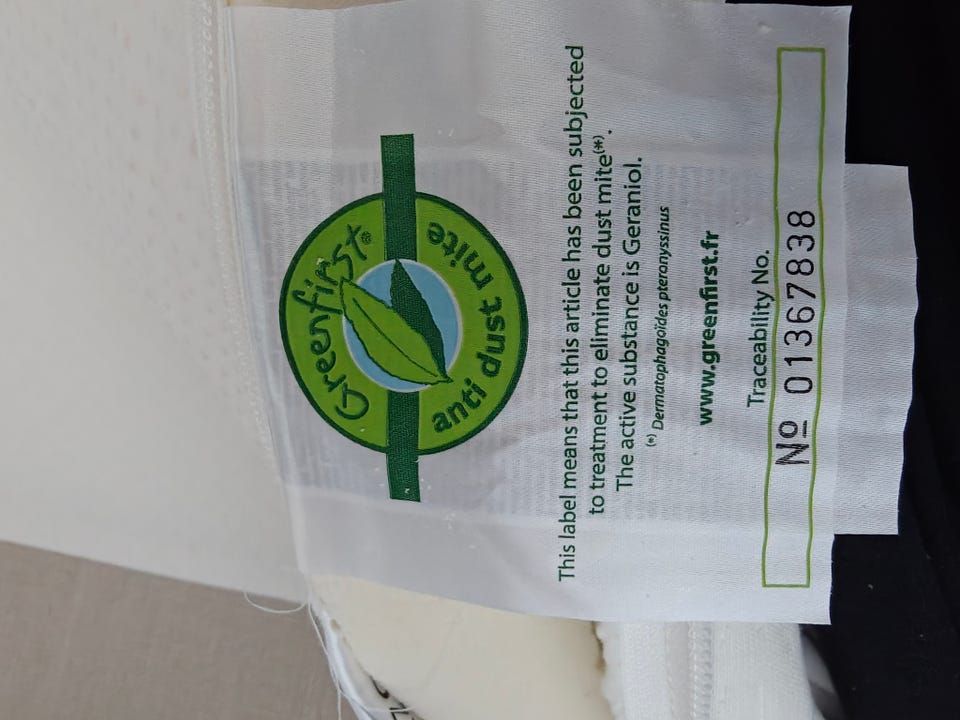 Greenfirst®
anti dust mite
This label means that this article has been subjected
to treatment to eliminate dust mite(*).
The active substance is Geraniol.
(*) Dermatophagoïdes pteronyssinus
www.greenfirst.fr
Traceability No.
Nº 01367838